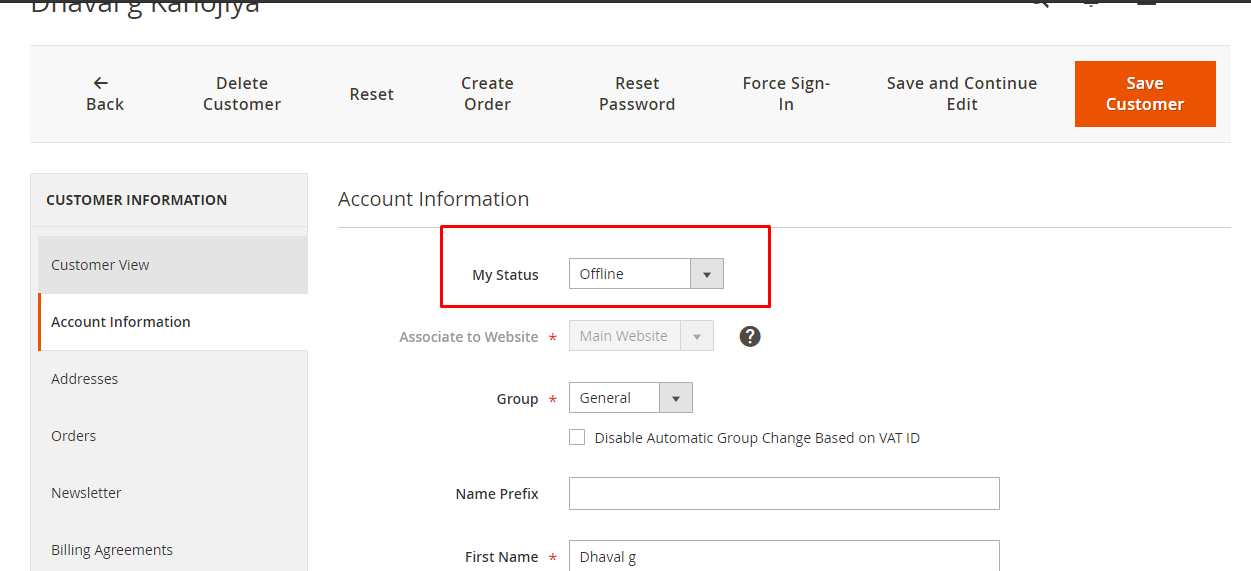 Dhaval g Kanojiya
Back
Delete
Customer
Reset
Create
Order
Reset
Password
Force Sign-
In
Save and Continue
Edit
Save
Customer
CUSTOMER INFORMATION
Customer View
Account Information
Addresses
Orders
Newsletter
Billing Agreements
Account Information
My Status Offline
Associate to Website * Main Website ?
Group * General
Disable Automatic Group Change Based on VAT ID
Name Prefix
First Name * Dhaval g